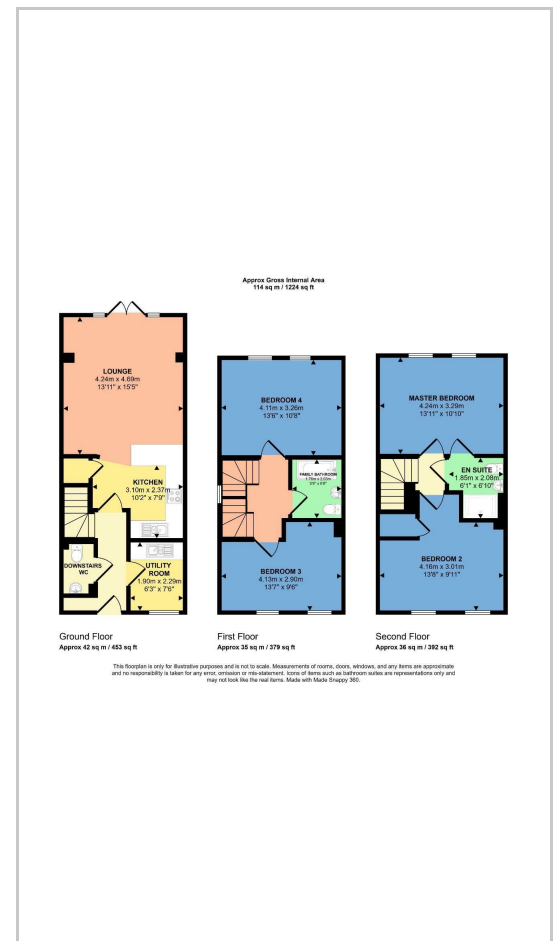 Approx Gross Internal Area
114 sq m / 1224 sq ft
LOUNGE
4.24m x 4.69m
13'11" x 15'5"
KITCHEN
3.10m x 2.37m
10'2" x 7'9"
DOWNSTAIRS
WC
UTILITY
ROOM
1.90m x 2.29m
6'3" x 7'6"
Ground Floor
Approx 42 sq m / 453 sq ft
BEDROOM 4
4.11m x 3.26m
13'6" x 10'8"
FAMILY BATHROOM
BEDROOM 3
4.13m x 2.90m
13'7" x 9'6"
First Floor
Approx 35 sq m / 379 sq ft
MASTER BEDROOM
4.24m x 3.29m
13'11" x 10'10"
EN SUITE
1.85m x 2.08m
6'1" x 6'10"
BEDROOM 2
4.16m x 3.01m
13'8" x 9'11"
Second Floor
Approx 36 sq m / 392 sq ft
This floorplan is only for illustrative purposes and is not to scale. Measurements of rooms, doors, windows, and any items are approximate
and no responsibility is taken for any error, omission or mis-statement. Icons of items such as bathroom suites are representations only and
may not look like the real items. Made with Made Snappy 360.